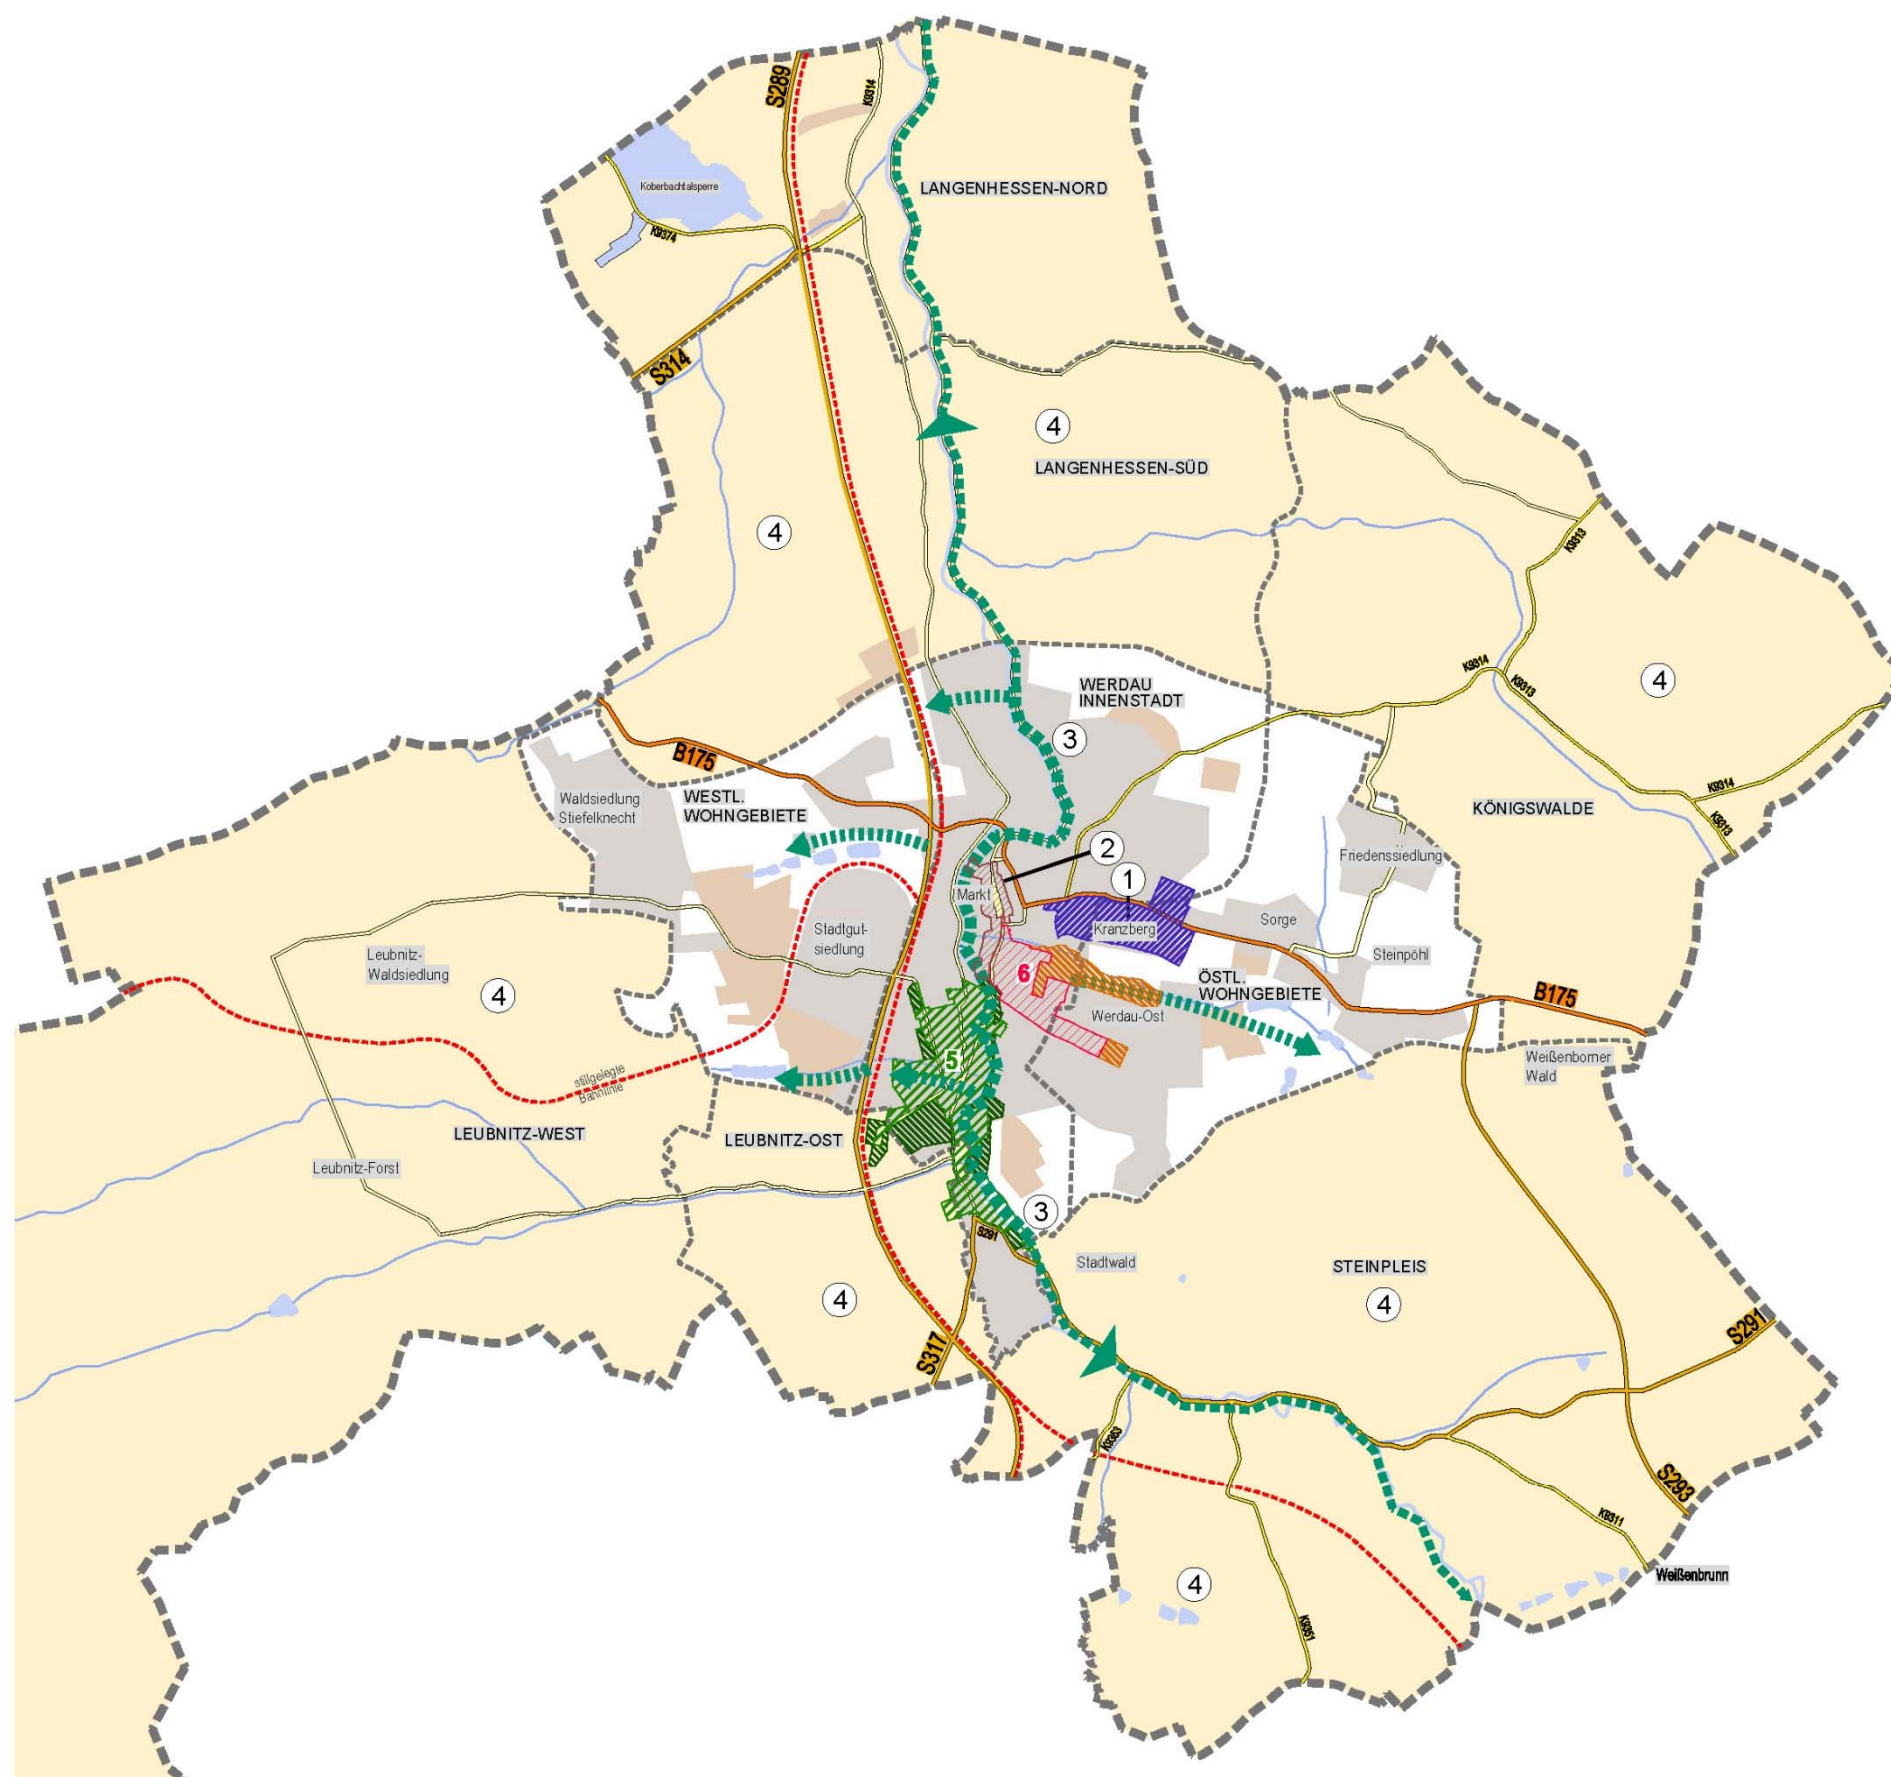 S289
K9314
Koberbachtalsperre
LANGENHESSEN-NORD
K9374
S314
4
LANGENHESSEN-SÜD
4
K9313
K9314
K9313
4
WERDAU
INNENSTADT
3
B175
WESTL.
WOHNGEBIETE
Waldsiedlung
Stiefelknecht
K9314
K9313
KÖNIGSWALDE
2
Friedenssiedlung
1
Markt
Kranzberg
Sorge
Steinpöhl
Stadtgut-
siedlung
Leubnitz-
Waldsiedlung
4
6
ÖSTL.
WOHNGEBIETE
B175
Werdau-Ost
5
Weißenborner
Wald
stillgelegte
Bahnlinie
LEUBNITZ-WEST
LEUBNITZ-OST
Leubnitz-Forst
3
S291
Stadtwald
STEINPLEIS
4
4
S317
S291
K9363
S293
K9311
Weißenbrunn
4
K9351